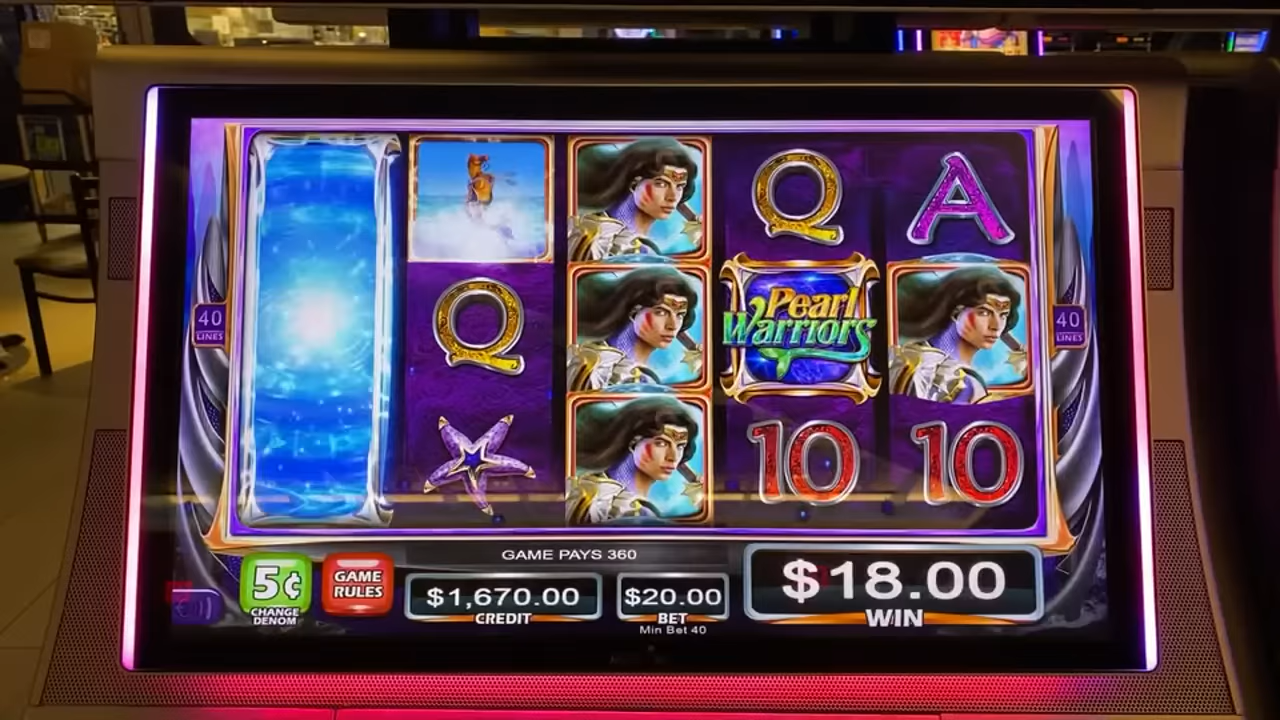 Q
A
40
LINES
Q
Pearl
Warriors
40
LINES
10
10
GAME PAYS 360
5¢
CHANGE
DENOM
GAME
RULES
$1,670.00
CREDIT
$20.00
BET
Min Bet 40
$18.00
WIN